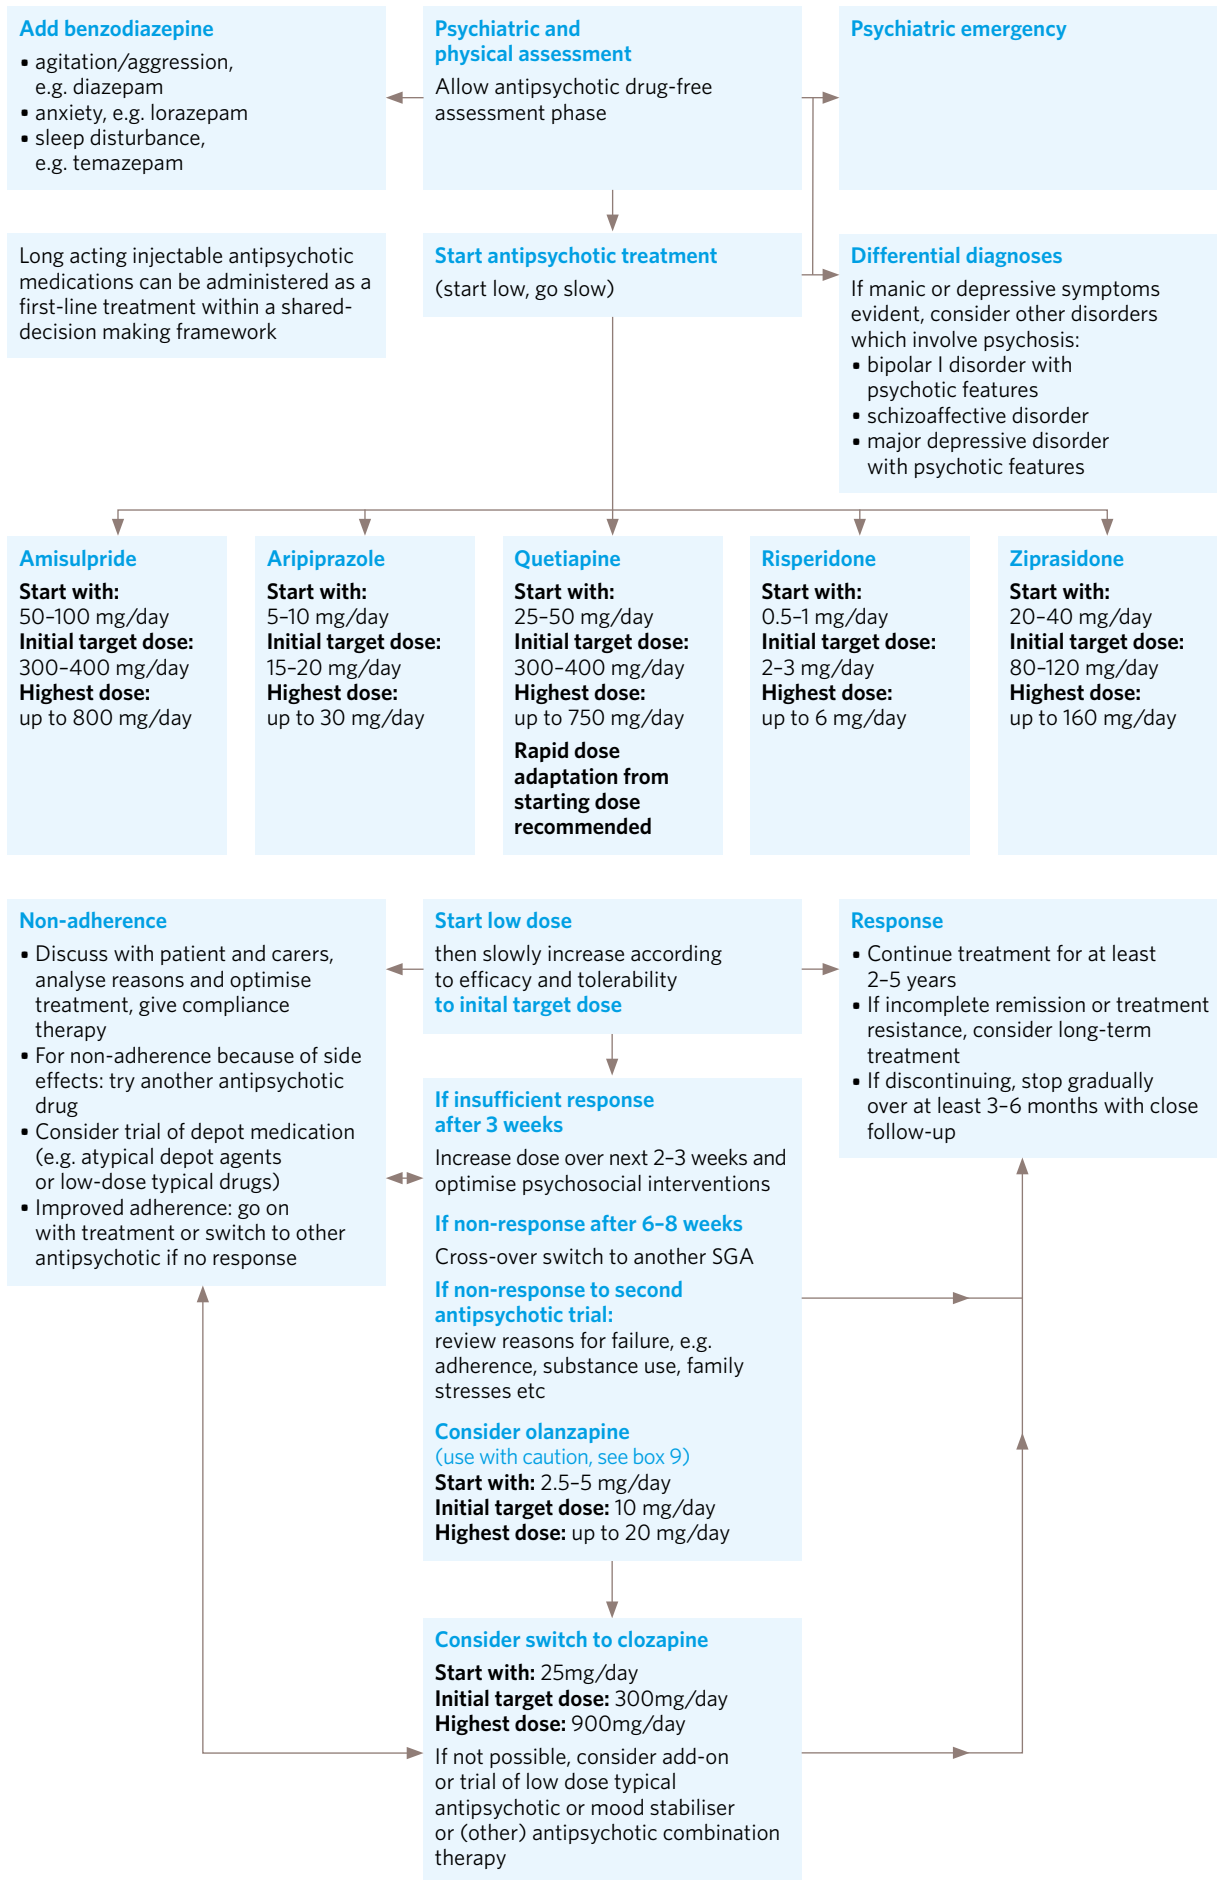 Add benzodiazepine
▪ agitation/aggression,
e.g. diazepam
▪ anxiety, e.g. lorazepam
▪ sleep disturbance,
e.g. temazepam
Psychiatric and
physical assessment
Allow antipsychotic drug-free
assessment phase
Psychiatric emergency
Long acting injectable antipsychotic
medications can be administered as a
first-line treatment within a shared-
decision making framework
Start antipsychotic treatment
(start low, go slow)
Differential diagnoses
If manic or depressive symptoms
evident, consider other disorders
which involve psychosis:
▪ bipolar I disorder with
psychotic features
▪ schizoaffective disorder
▪ major depressive disorder
with psychotic features
Amisulpride
Start with:
50–100 mg/day
Initial target dose:
300–400 mg/day
Highest dose:
up to 800 mg/day
Aripiprazole
Start with:
5–10 mg/day
Initial target dose:
15–20 mg/day
Highest dose:
up to 30 mg/day
Quetiapine
Start with:
25–50 mg/day
Initial target dose:
300–400 mg/day
Highest dose:
up to 750 mg/day
Rapid dose
adaptation from
starting dose
recommended
Risperidone
Start with:
0.5–1 mg/day
Initial target dose:
2–3 mg/day
Highest dose:
up to 6 mg/day
Ziprasidone
Start with:
20–40 mg/day
Initial target dose:
80–120 mg/day
Highest dose:
up to 160 mg/day
Non-adherence
▪ Discuss with patient and carers,
analyse reasons and optimise
treatment, give compliance
therapy
▪ For non-adherence because of side
effects: try another antipsychotic
drug
▪ Consider trial of depot medication
(e.g. atypical depot agents
or low-dose typical drugs)
▪ Improved adherence: go on
with treatment or switch to other
antipsychotic if no response
Start low dose
then slowly increase according
to efficacy and tolerability
to inital target dose
Response
▪ Continue treatment for at least
2–5 years
▪ If incomplete remission or treatment
resistance, consider long-term
treatment
▪ If discontinuing, stop gradually
over at least 3–6 months with close
follow-up
If insufficient response
after 3 weeks
Increase dose over next 2–3 weeks and
optimise psychosocial interventions
If non-response after 6–8 weeks
Cross-over switch to another SGA
If non-response to second
antipsychotic trial:
review reasons for failure, e.g.
adherence, substance use, family
stresses etc
Consider olanzapine
(use with caution, see box 9)
Start with: 2.5–5 mg/day
Initial target dose: 10 mg/day
Highest dose: up to 20 mg/day
Consider switch to clozapine
Start with: 25mg/day
Initial target dose: 300mg/day
Highest dose: 900mg/day
If not possible, consider add-on
or trial of low dose typical
antipsychotic or mood stabiliser
or (other) antipsychotic combination
therapy